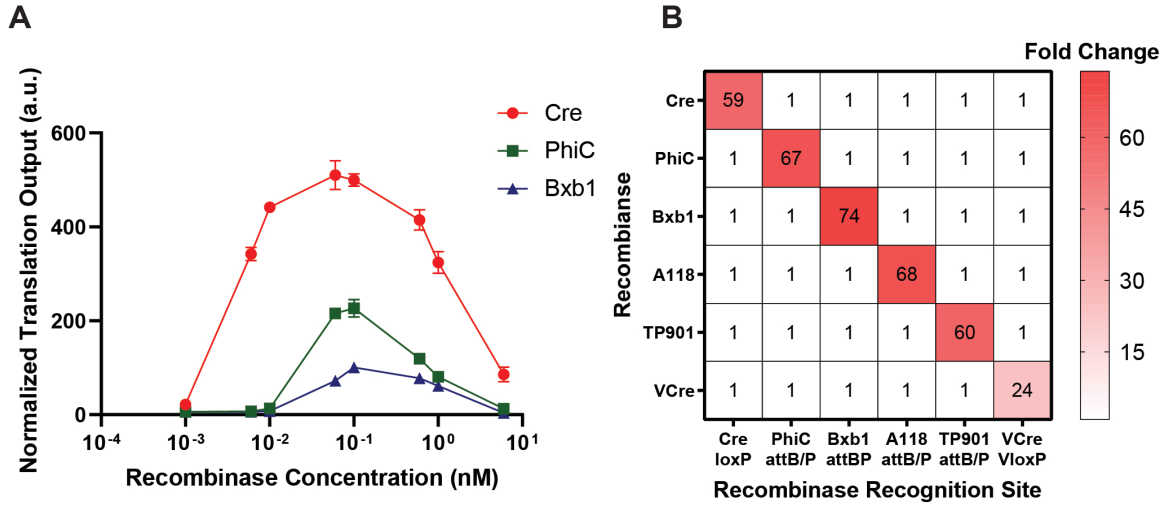 A
Normalized Translation Output (a.u.)
600
400
200
0
10-4
10-3
10-2
10-1
100
101
Recombinase Concentration (nM)
Cre
PhiC
Bxb1
B
Fold Change
Recombianse
Cre 59 1 1 1 1 1
PhiC 1 67 1 1 1 1
Bxb1 1 1 74 1 1 1
A118 1 1 1 68 1 1
TP901 1 1 1 1 60 1
VCre 1 1 1 1 1 24
Cre PhiC Bxb1 A118 TP901 VCre
loxP attB/P attBP attB/P attB/P VloxP
Recombinase Recognition Site
60
45
30
15